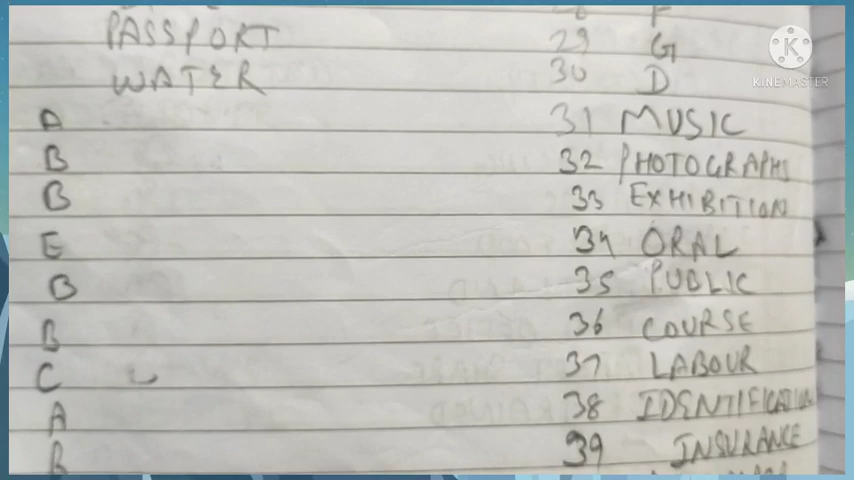 28 F
PASSPORT 29 G
WATER 30 D
A 31 MUSIC
B 32 PHOTOGRAPHS
B 33 EXHIBITION
E 34 ORAL
B 35 PUBLIC
B 36 COURSE
C 37 LABOUR
A 38 IDENTIFICATION
B 39 INSURANCE
K
KINEMASTER